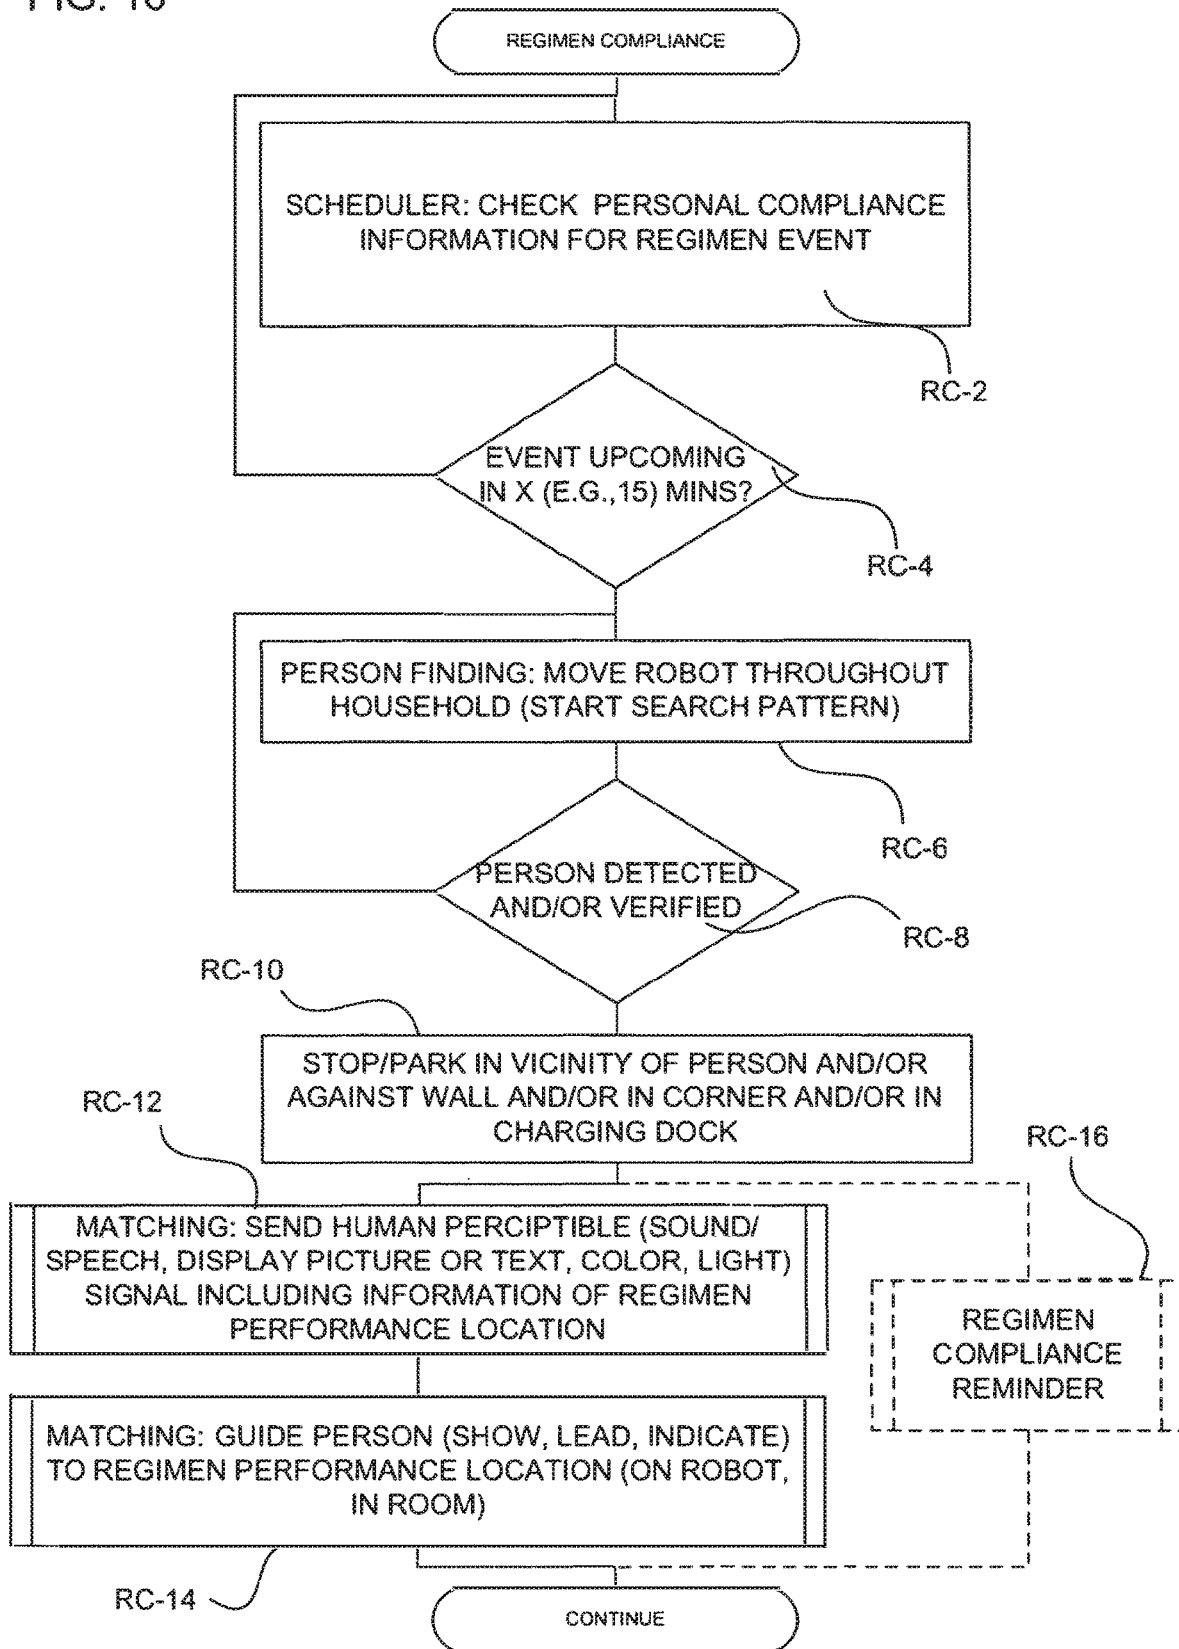 REGIMEN COMPLIANCE
SCHEDULER: CHECK PERSONAL COMPLIANCE
INFORMATION FOR REGIMEN EVENT
RC-2
EVENT UPCOMING
IN X (E.G.,15) MINS?
RC-4
PERSON FINDING: MOVE ROBOT THROUGHOUT
HOUSEHOLD (START SEARCH PATTERN)
RC-6
PERSON DETECTED
AND/OR VERIFIED
RC-8
RC-10
STOP/PARK IN VICINITY OF PERSON AND/OR
AGAINST WALL AND/OR IN CORNER AND/OR IN
CHARGING DOCK
RC-12
RC-16
MATCHING: SEND HUMAN PERCIPTIBLE (SOUND/
SPEECH, DISPLAY PICTURE OR TEXT, COLOR, LIGHT)
SIGNAL INCLUDING INFORMATION OF REGIMEN
PERFORMANCE LOCATION
REGIMEN
COMPLIANCE
REMINDER
MATCHING: GUIDE PERSON (SHOW, LEAD, INDICATE)
TO REGIMEN PERFORMANCE LOCATION (ON ROBOT,
IN ROOM)
RC-14
CONTINUE